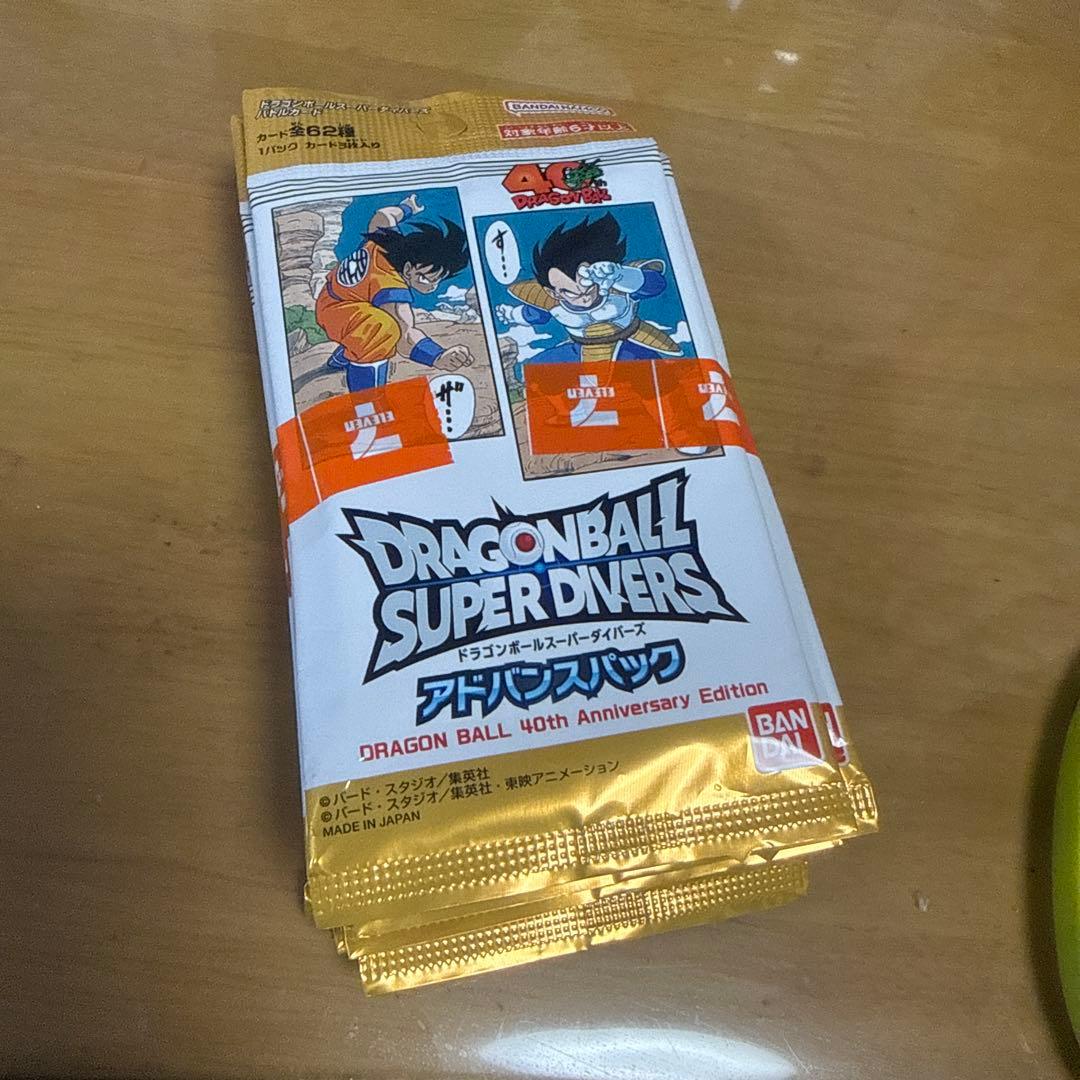 ドラゴンボールスーパーダイバーズ
バトルカード
カード全62種
1パック カード3枚入り
BANDAI NAMCO
対象年齢6才以上
40th
DRAGON BALL
す…
ザ…
7
ELEVEN
7
ELEVEN
7
ELEVEN
DRAGONBALL
SUPER DIVERS
ドラゴンボールスーパーダイバーズ
アドバンスパック
DRAGON BALL 40th Anniversary Edition
BAN
DAI
©バード・スタジオ/集英社
©バード・スタジオ/集英社・東映アニメーション
MADE IN JAPAN